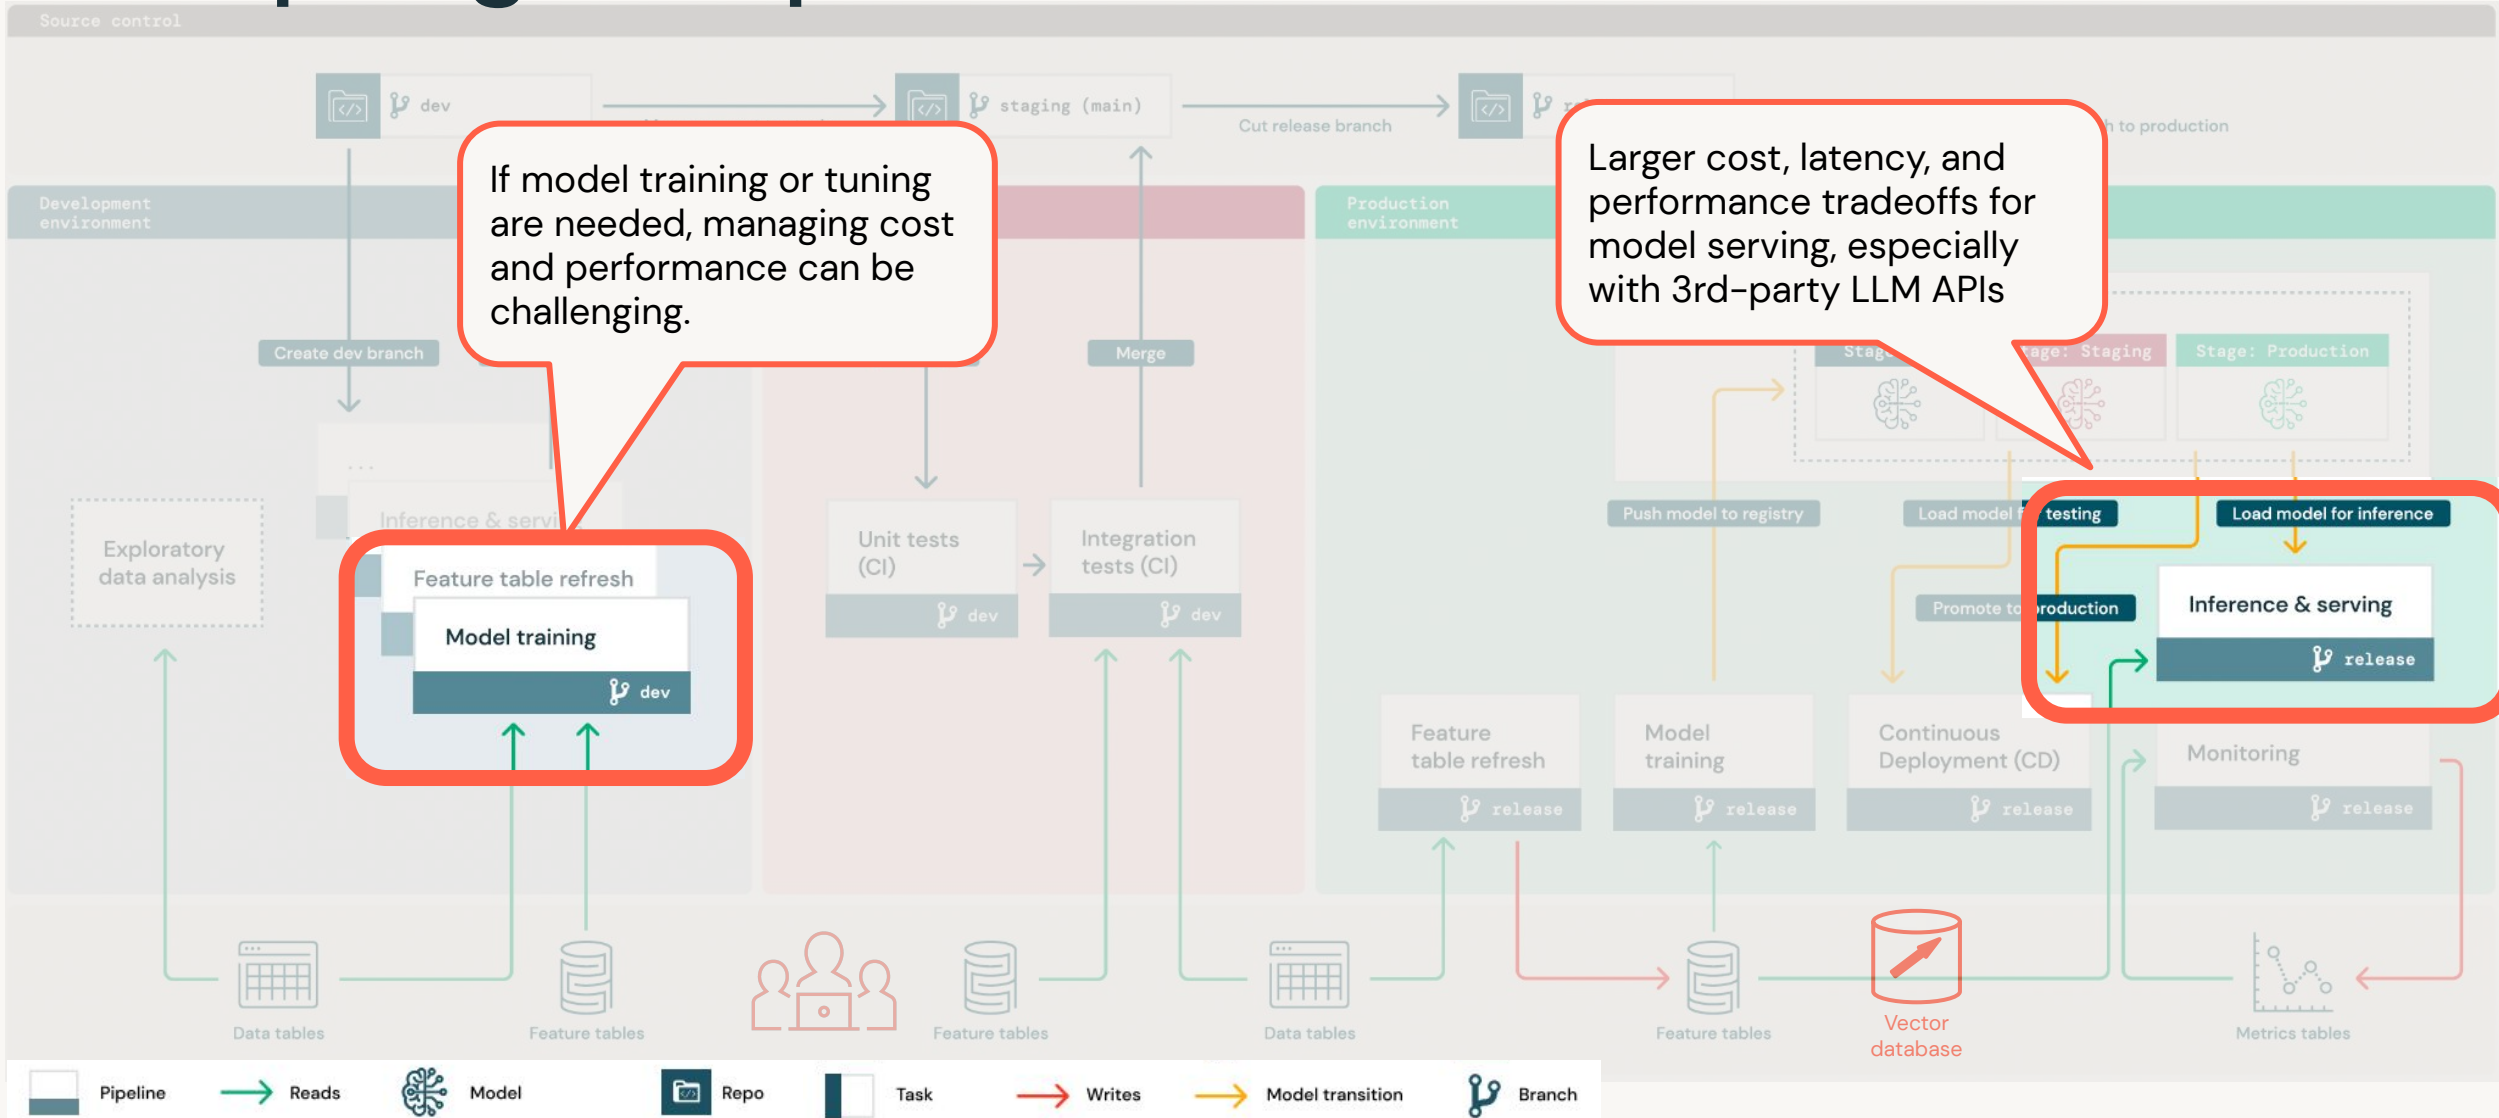 Source control
dev
staging (main)
Cut release branch
to production
If model training or tuning
are needed, managing cost
and performance can be
challenging.
Larger cost, latency, and
performance tradeoffs for
model serving, especially
with 3rd-party LLM APIs
Development
environment
Production
environment
Create dev branch
Merge
Stage: Staging
Stage: Production
...
Inference &
Exploratory
data analysis
Feature table refresh
Model training
dev
Unit tests
(CI)
dev
Integration
tests (CI)
dev
Push model to registry
Load model for testing
Load model for inference
Promote to production
Inference & serving
release
Feature
table refresh
release
Model
training
release
Continuous
Deployment (CD)
release
Monitoring
release
Data tables
Feature tables
Feature tables
Data tables
Feature tables
Vector
database
Metrics tables
Pipeline
Reads
Model
Repo
Task
Writes
Model transition
Branch